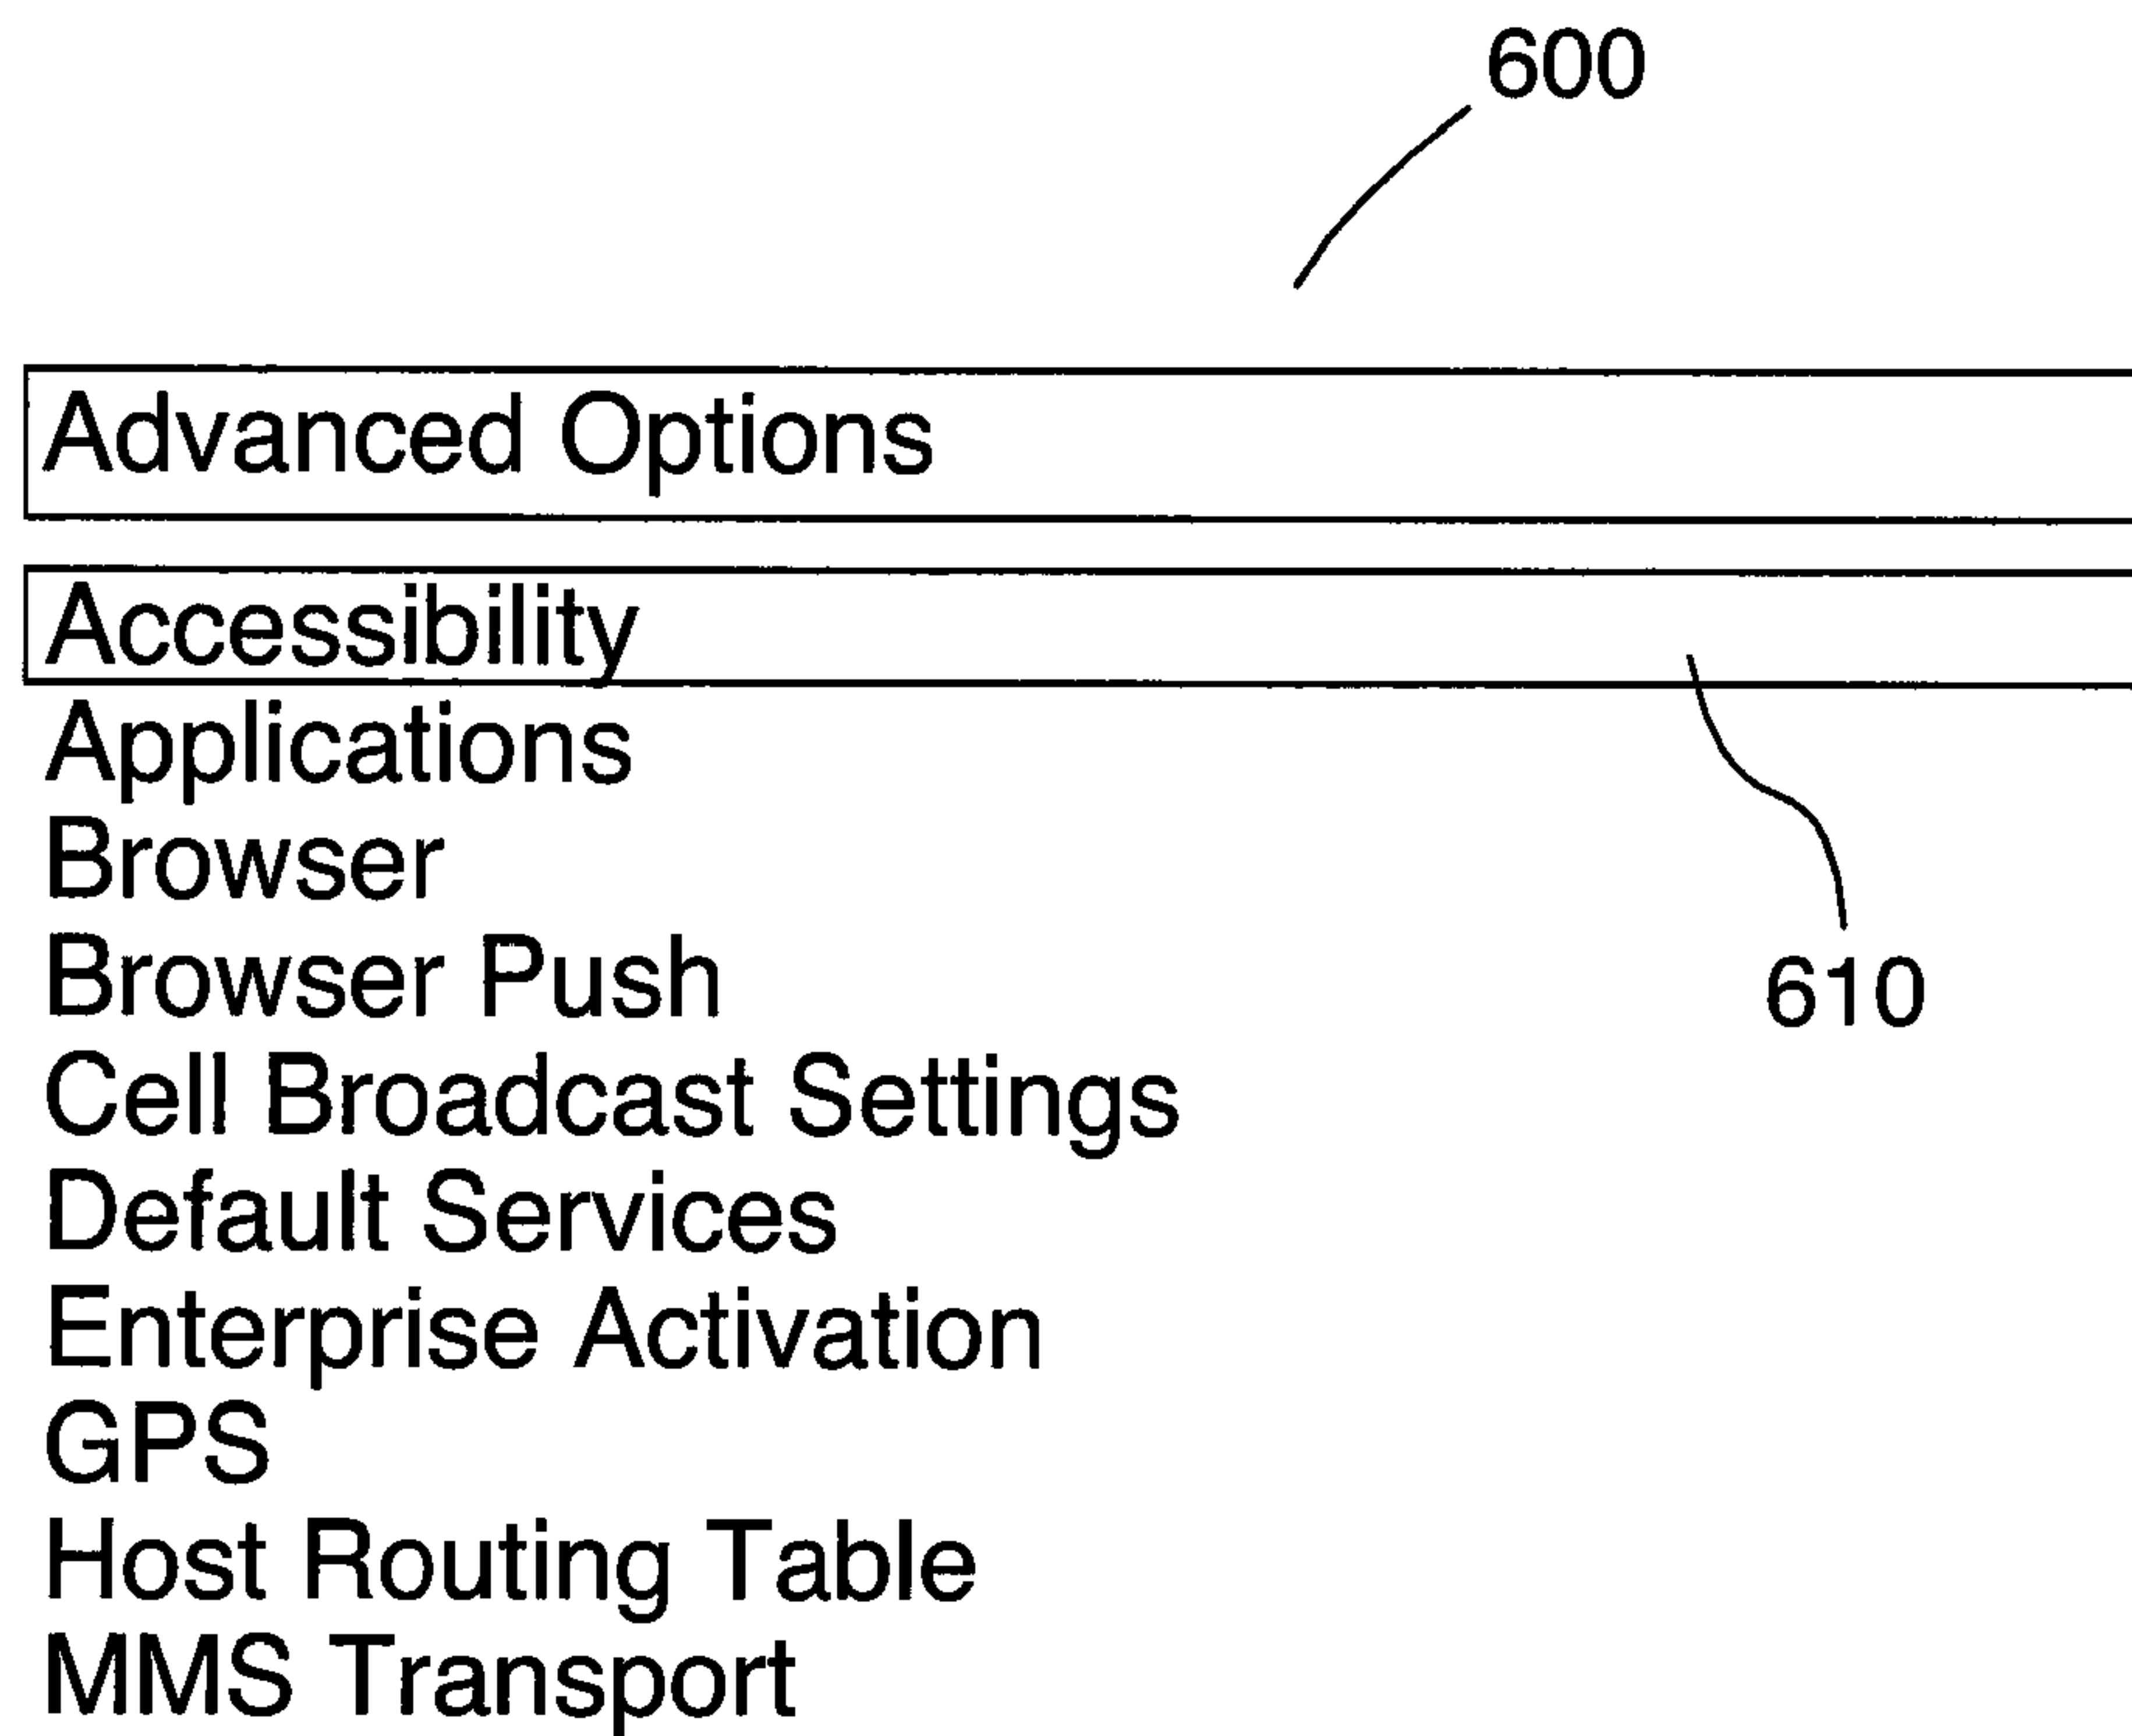 600
Advanced Options
Accessibility
Applications
Browser
Browser Push
610
Cell Broadcast Settings
Default Services
Enterprise Activation
GPS
Host Routing Table
MMS Transport